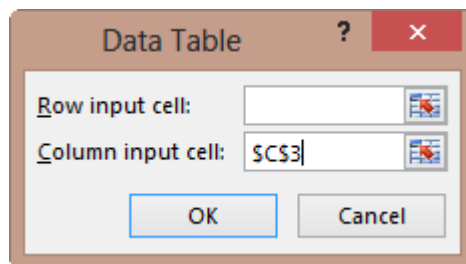 Data Table ? ×
Row input cell:
Column input cell: $C$3
OK Cancel